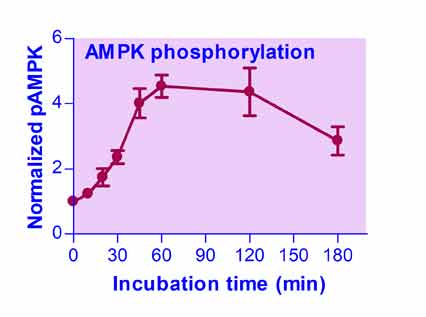 AMPK phosphorylation
Normalized pAMPK
6
4
2
0
0 30 60 90 120 150 180
Incubation time (min)